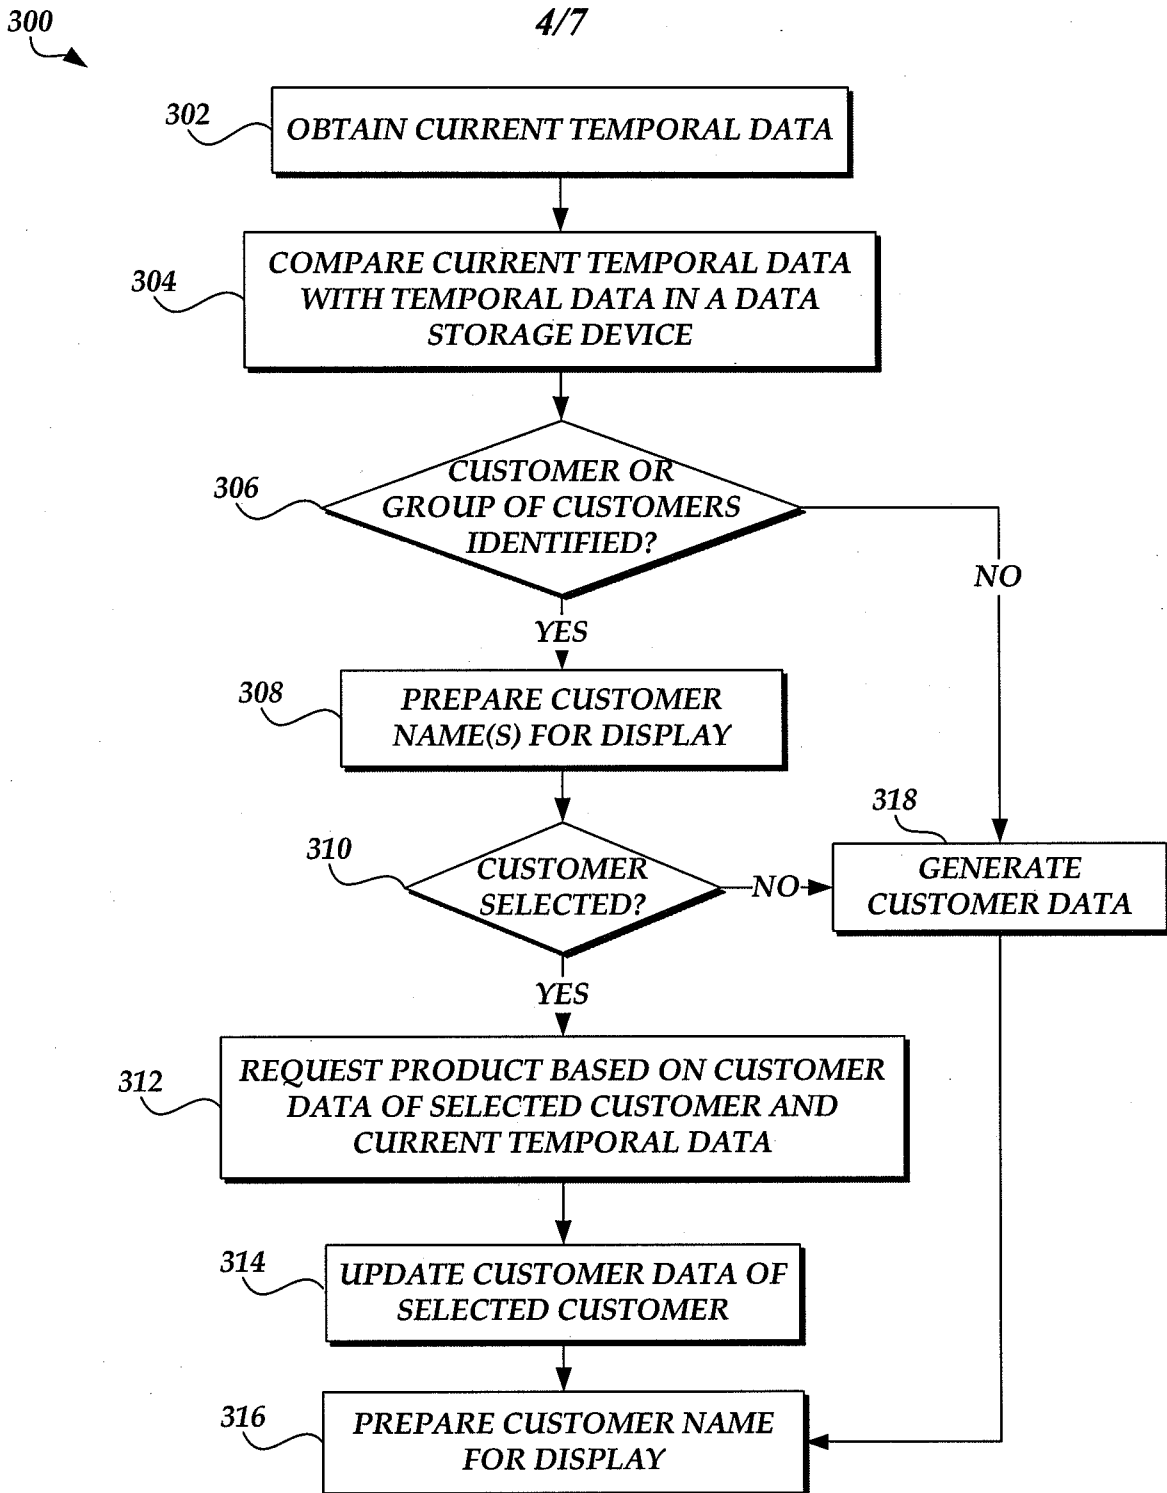 300
4/7
302
OBTAIN CURRENT TEMPORAL DATA
304
COMPARE CURRENT TEMPORAL DATA
WITH TEMPORAL DATA IN A DATA
STORAGE DEVICE
306
CUSTOMER OR
GROUP OF CUSTOMERS
IDENTIFIED?
NO
YES
308
PREPARE CUSTOMER
NAME(S) FOR DISPLAY
310
CUSTOMER
SELECTED?
NO
318
GENERATE
CUSTOMER DATA
YES
312
REQUEST PRODUCT BASED ON CUSTOMER
DATA OF SELECTED CUSTOMER AND
CURRENT TEMPORAL DATA
314
UPDATE CUSTOMER DATA OF
SELECTED CUSTOMER
316
PREPARE CUSTOMER NAME
FOR DISPLAY